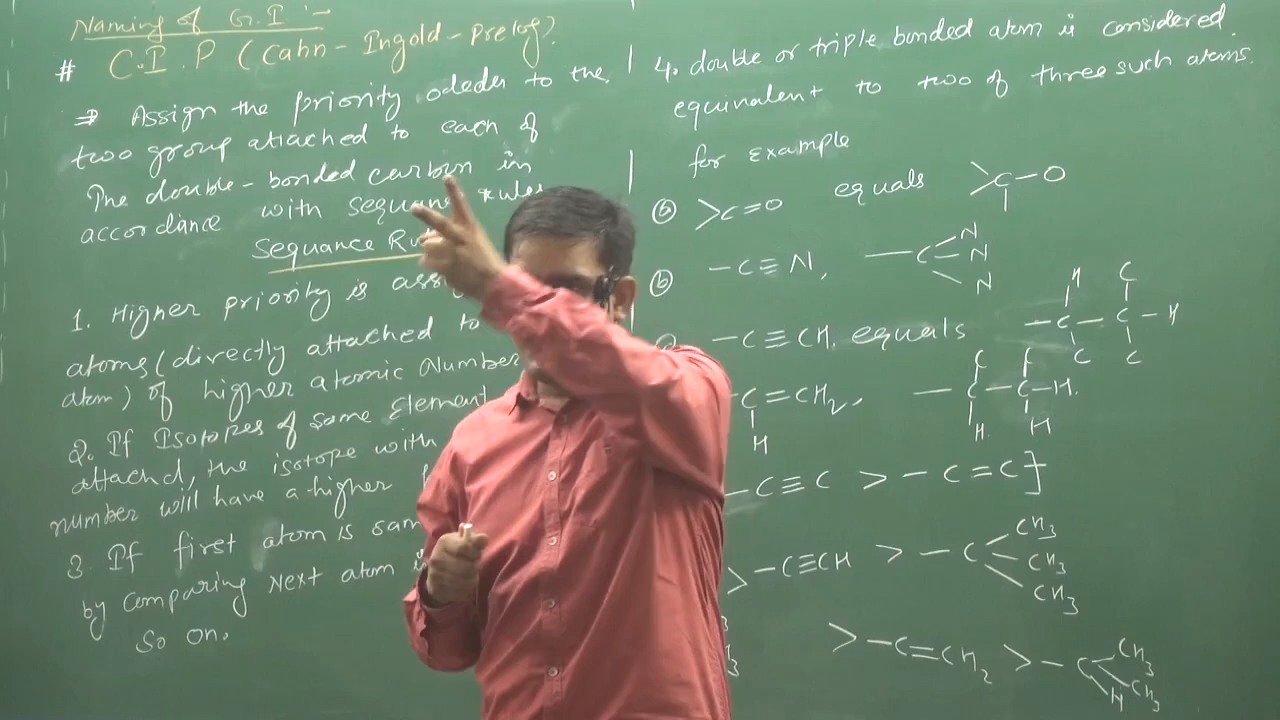 Naming of G.I :-
# C.I.P (Cahn-Ingold-Prelog)
⇒ Assign the priority odeder to the
two group attached to each of
The double-bonded carbon in
accordance with sequan rules
Sequance Ru
1. Higher priority is ass
atoms (directly attached to
atom) of higher atomic Number
2. If Isotopes of same Element
attachd, the isotope with
number will have a higher
3. If first atom is sam
by comparing Next atom
So on.
4. double or triple bonded atom is considered
equivalent to two of three such atoms.
for example
ⓐ >C=O equals >C-O
ⓑ -C≡N, -C N N N
-C≡CH, equals H C -C-C-H C C
-C=CH2, H C C -C-C-H H H
-C≡C > -C=C]
> -C≡CH > -C CH3 CH3 CH3
> -C=CH2 > -C CH3 CH3 H